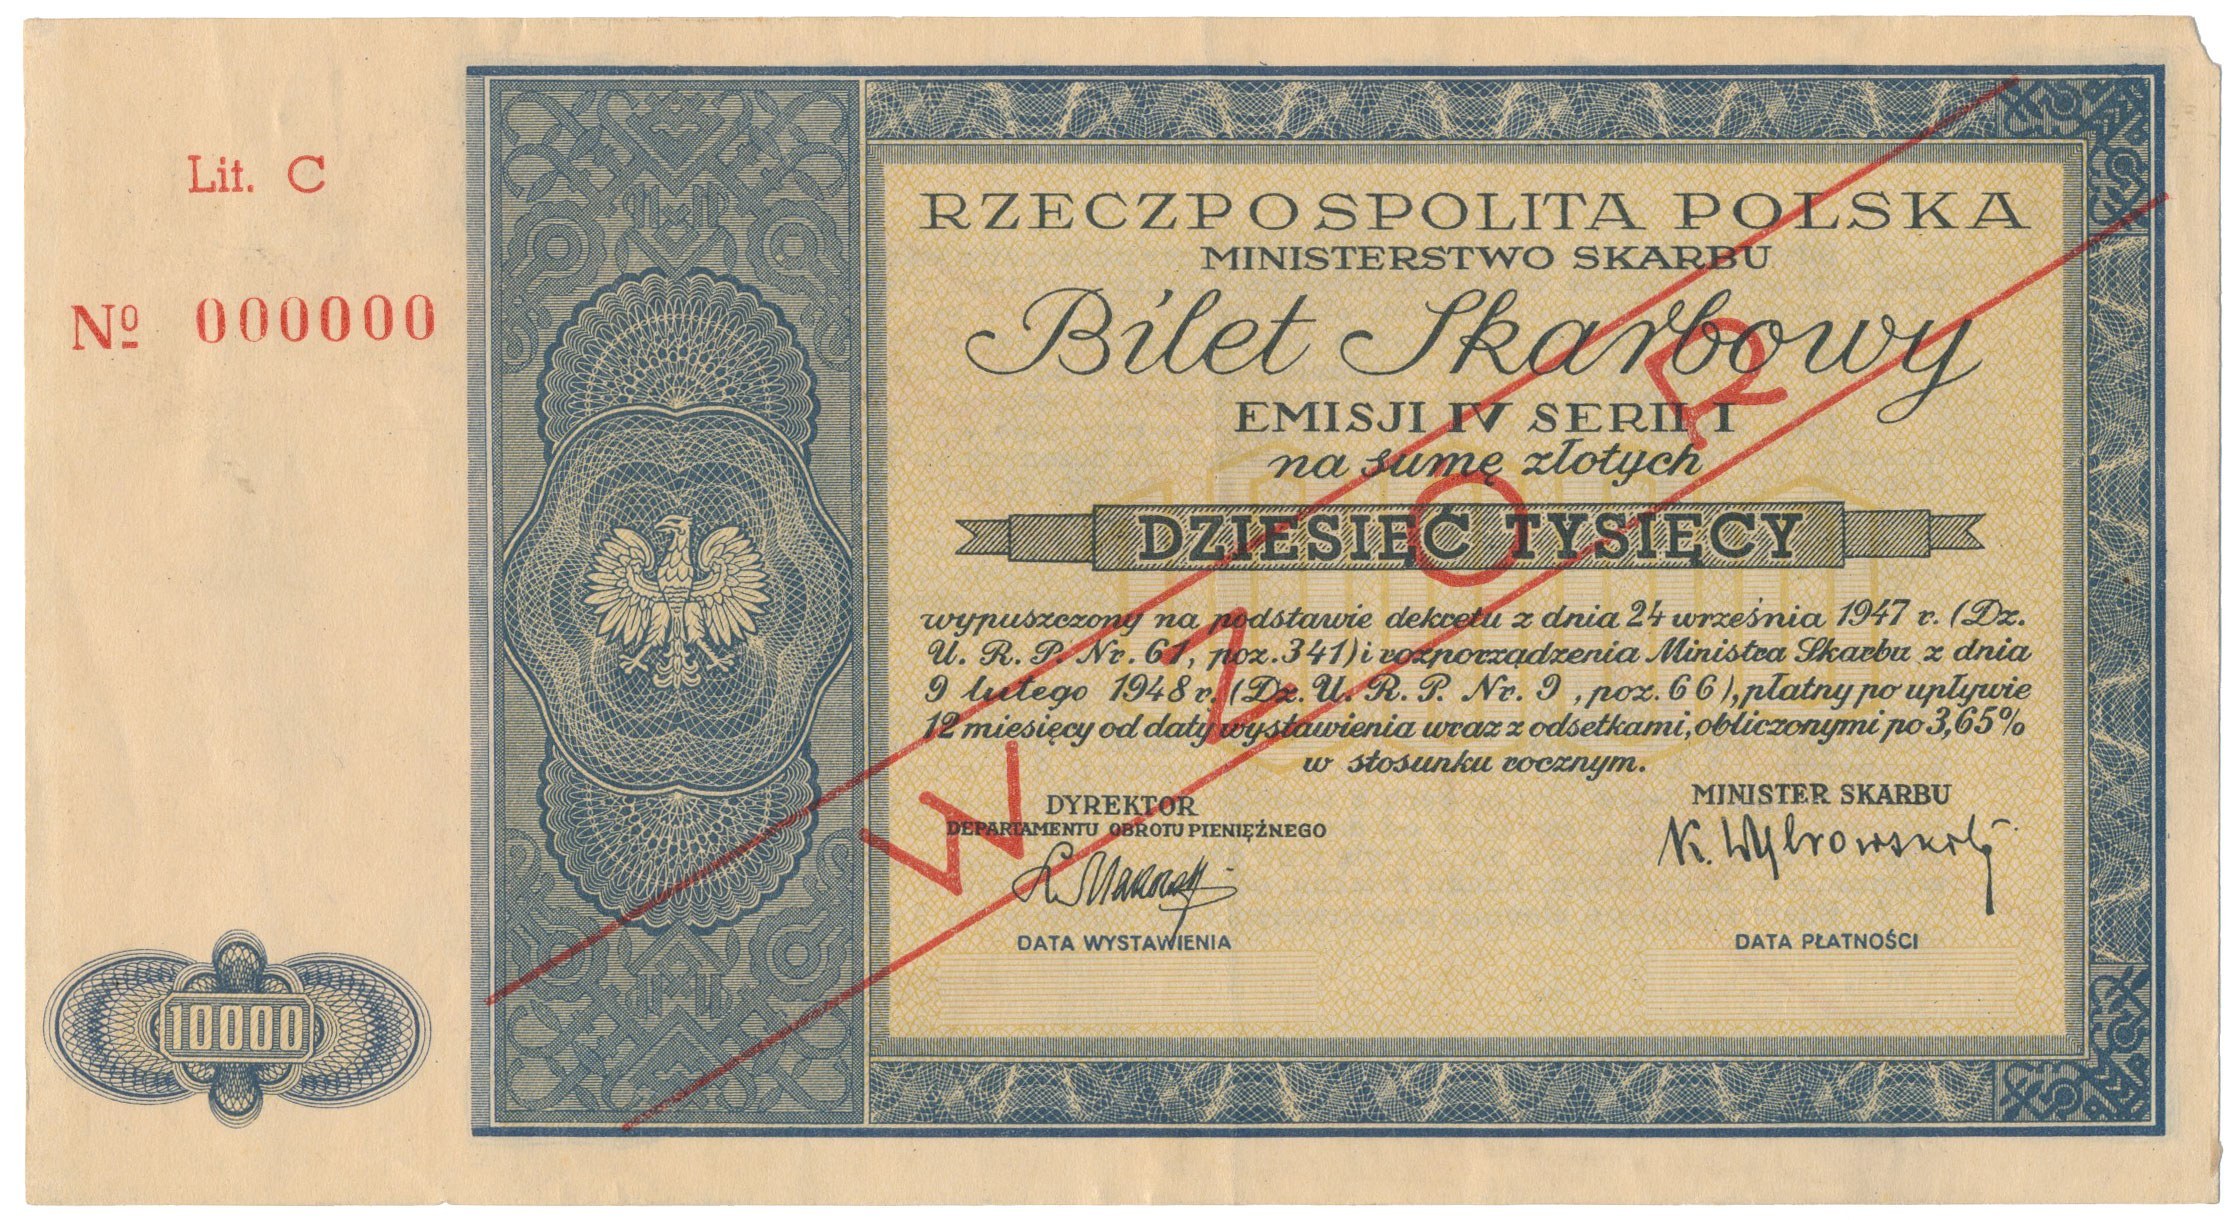 Lit. C
Nº 000000
10000
RZECZPOSPOLITA POLSKA
MINISTERSTWO SKARBU
Bilet Skarbowy
EMISJI IV SERII I
na sumę złotych
DZIESIĘĆ TYSIĘCY
wypuszczony na podstawie dekretu z dnia 24 września 1947 r. (Dz.
U. R. P. Nr. 61, poz. 341) i rozporządzenia Ministra Skarbu z dnia
9 lutego 1948 r. (Dz. U. R. P. Nr. 9, poz. 66), płatny po upływie
12 miesięcy od daty wystawienia wraz z odsetkami, obliczonymi po 3,65%
w stosunku rocznym.
DYREKTOR
DEPARTAMENTU OBROTU PIENIĘŻNEGO
MINISTER SKARBU
DATA WYSTAWIENIA
DATA PŁATNOŚCI
WZOR